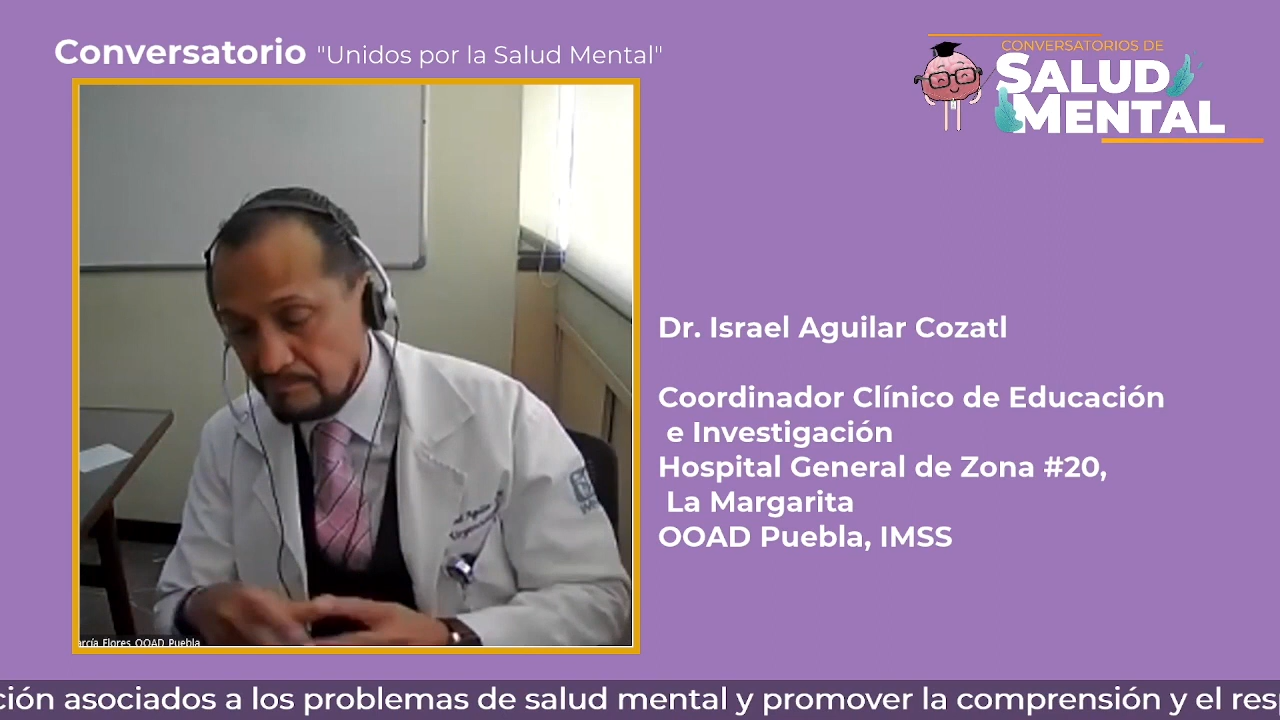 Conversatorio "Unidos por la Salud Mental"
CONVERSATORIOS DE
SALUD
MENTAL
Dr. Israel Aguilar Cozatl
Coordinador Clínico de Educación
e Investigación
Hospital General de Zona #20,
La Margarita
OOAD Puebla, IMSS
arcía Flores OOAD Puebla
ción asociados a los problemas de salud mental y promover la comprensión y el resp